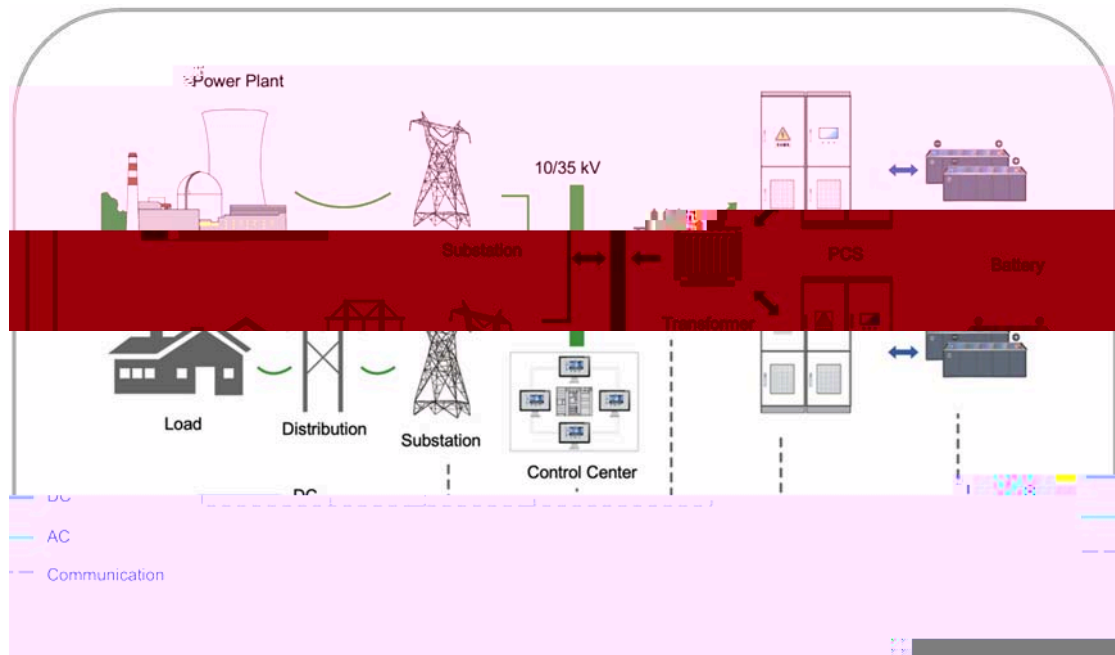 Power Plant
10/35 kV
Substation
PCS
Battery
Transformer
Load
Distribution
Substation
Control Center
DC
DC
AC
Communication